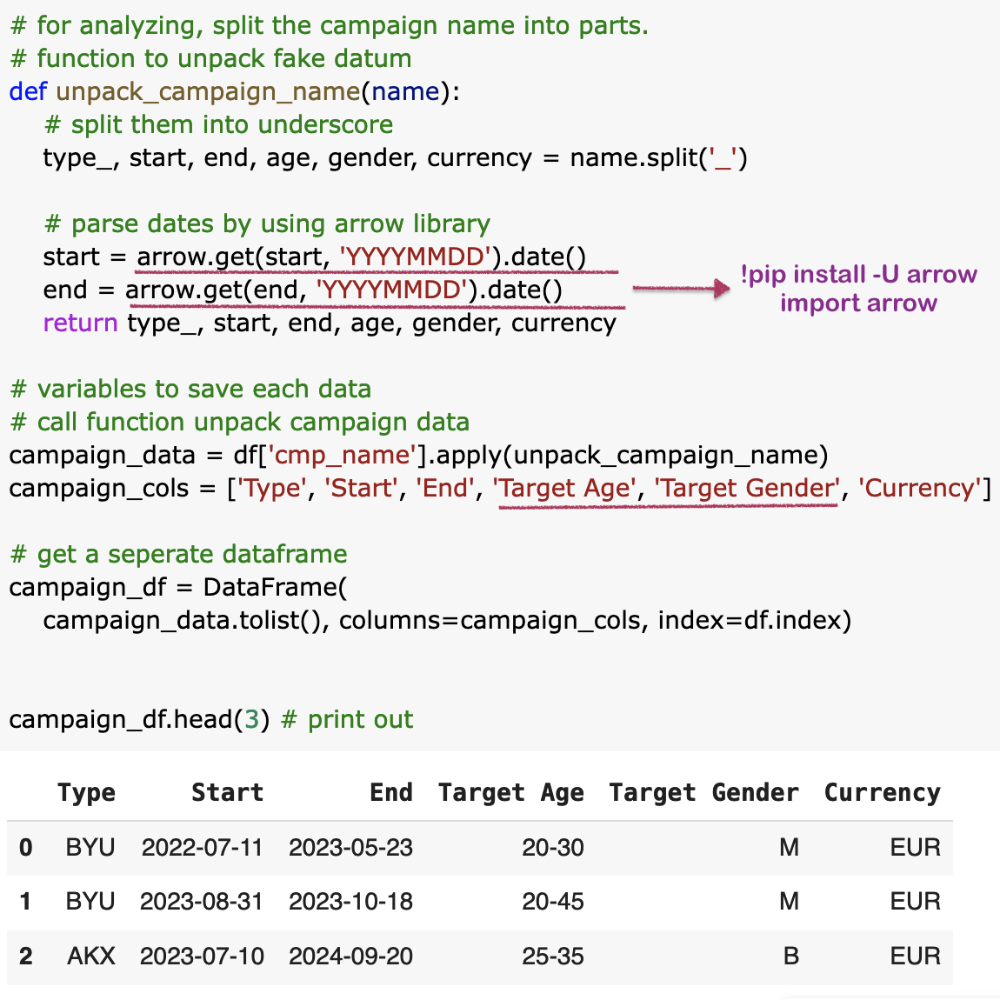 # for analyzing, split the campaign name into parts.
# function to unpack fake datum
def unpack_campaign_name(name):
# split them into underscore
type_, start, end, age, gender, currency = name.split('_')
# parse dates by using arrow library
start = arrow.get(start, 'YYYYMMDD').date()
end = arrow.get(end, 'YYYYMMDD').date()
!pip install -U arrow
import arrow
return type_, start, end, age, gender, currency
# variables to save each data
# call function unpack campaign data
campaign_data = df['cmp_name'].apply(unpack_campaign_name)
campaign_cols = ['Type', 'Start', 'End', 'Target Age', 'Target Gender', 'Currency']
# get a seperate dataframe
campaign_df = DataFrame(
campaign_data.tolist(), columns=campaign_cols, index=df.index)
campaign_df.head(3) # print out
Type Start End Target Age Target Gender Currency
0 BYU 2022-07-11 2023-05-23 20-30 M EUR
1 BYU 2023-08-31 2023-10-18 20-45 M EUR
2 AKX 2023-07-10 2024-09-20 25-35 B EUR